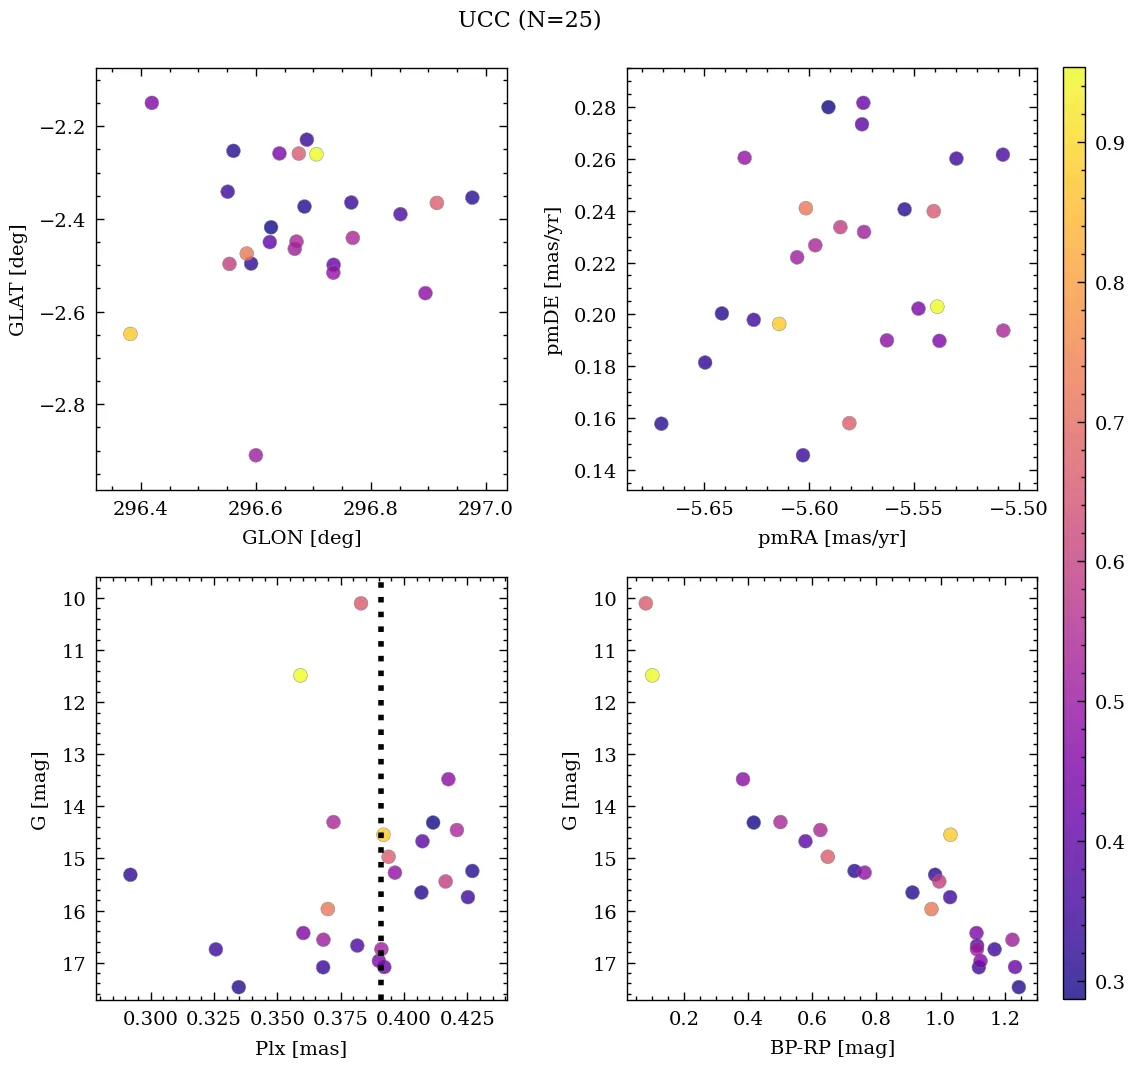 UCC (N=25)
−2.2
−2.4
−2.6
−2.8
GLAT [deg]
296.4 296.6 296.8 297.0
GLON [deg]
0.28
0.26
0.24
0.22
0.20
0.18
0.16
0.14
pmDE [mas/yr]
−5.65 −5.60 −5.55 −5.50
pmRA [mas/yr]
10
11
12
13
14
15
16
17
G [mag]
0.300 0.325 0.350 0.375 0.400 0.425
Plx [mas]
10
11
12
13
14
15
16
17
G [mag]
0.2 0.4 0.6 0.8 1.0 1.2
BP-RP [mag]
0.9
0.8
0.7
0.6
0.5
0.4
0.3